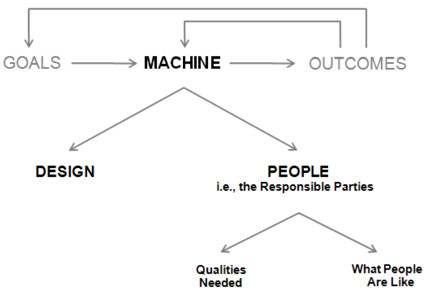 GOALS MACHINE OUTCOMES
DESIGN PEOPLE
i.e., the Responsible Parties
Qualities What People
Needed Are Like